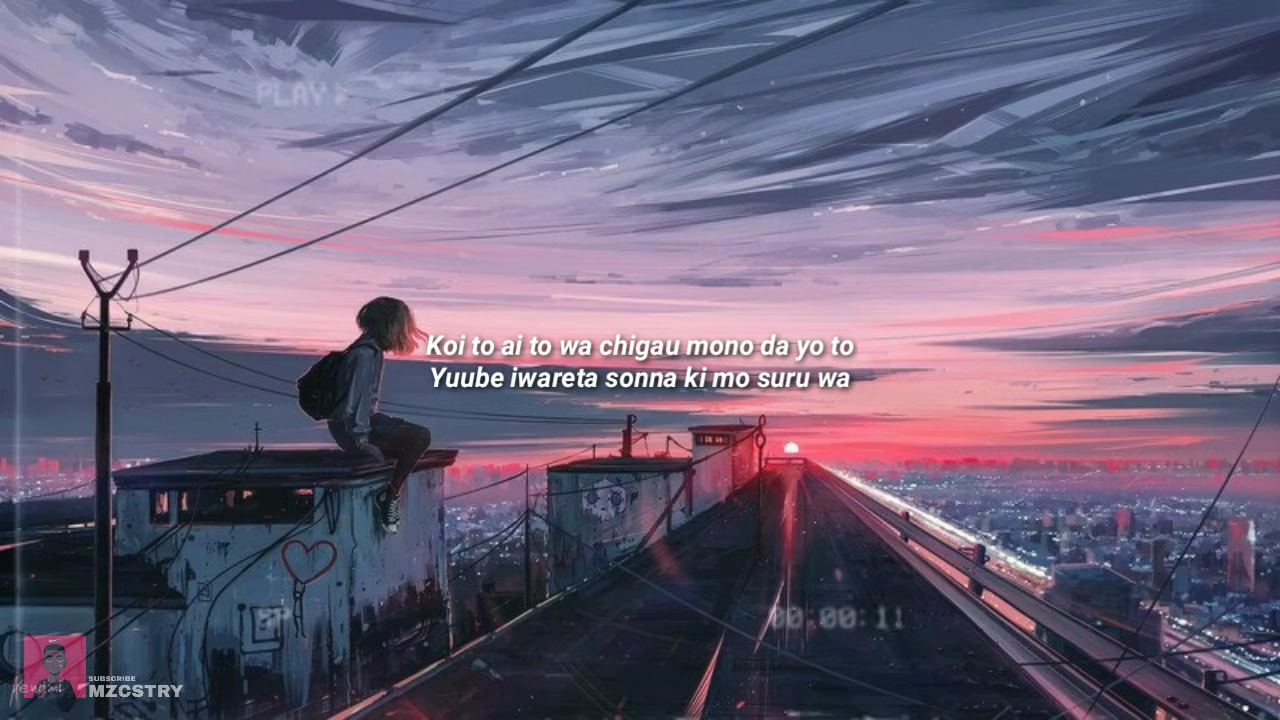 PLAY
Koi to ai to wa chigau mono da yo to
Yuube iwareta sonna ki mo suru wa
00:00:11
SP
SUBSCRIBE
MZCSTRY